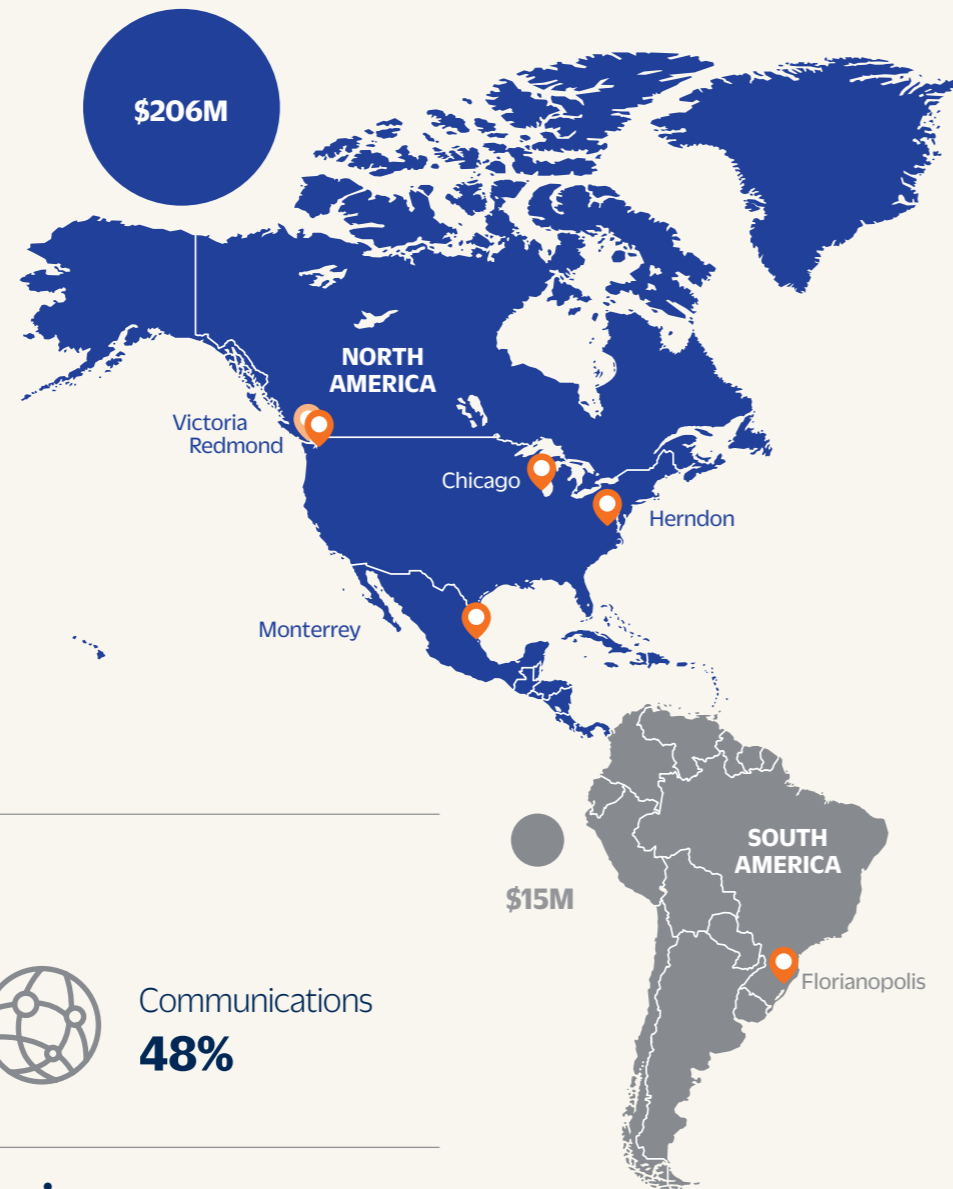 $206M
NORTH
AMERICA
Victoria
Redmond
Chicago
Herndon
Monterrey
SOUTH
AMERICA
$15M
Florianopolis
Communications
48%